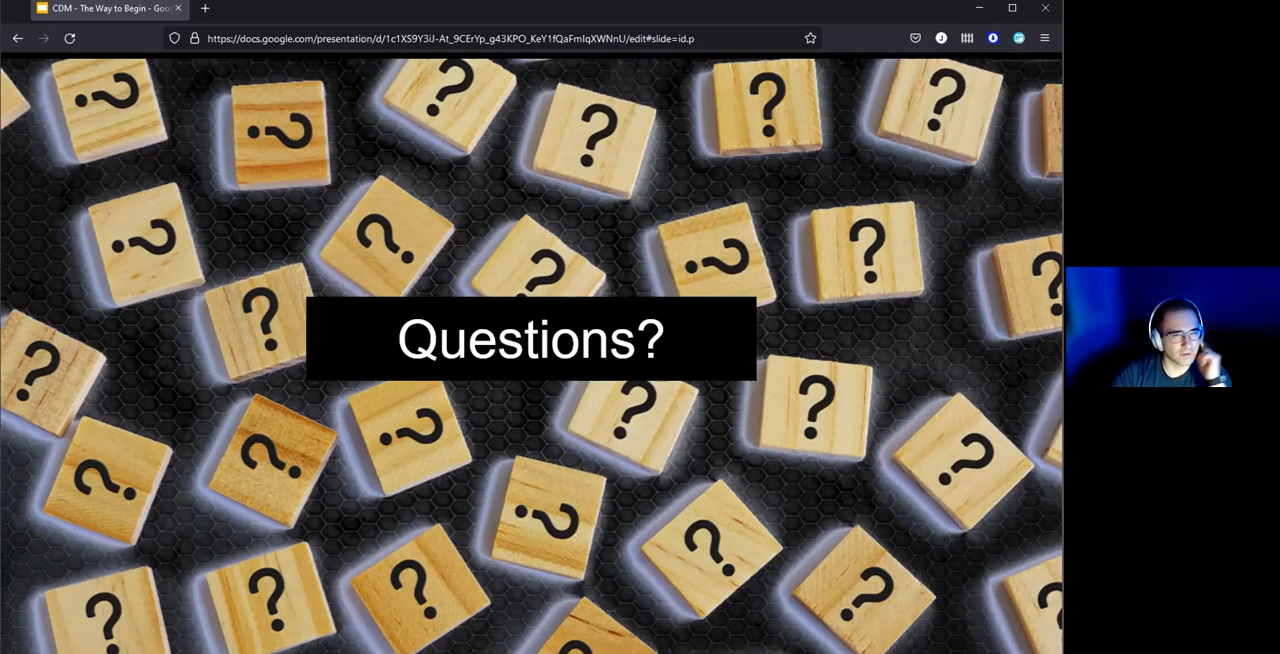 CDM - The Way to Begin - Goo
https://docs.google.com/presentation/d/1c1XS9Y3iJ-At_9CErYp_g43KPO_KeY1fQaFmIqXWNnU/edit#slide=id.p
J
? ? ? ? ? ?
? ? ? ? ? ?
? ?
Questions?
? ? ? ? ?
? ? ? ?
? ? ? ? ? ?